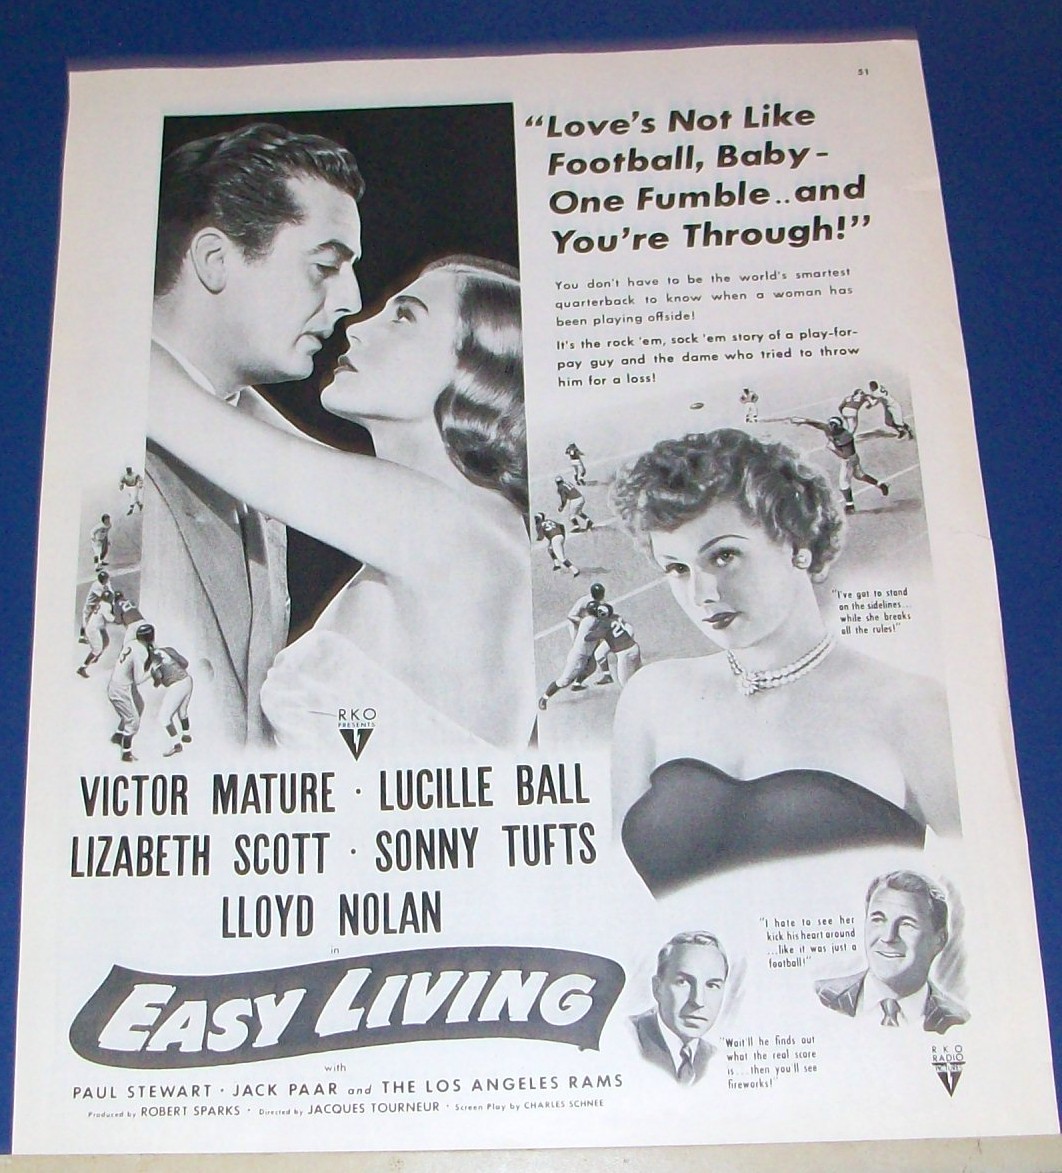 51
“Love's Not Like
Football, Baby-
One Fumble..and
You're Through!”
You don't have to be the world's smartest
quarterback to know when a woman has
been playing offside!
It's the rock 'em, sock 'em story of a play-for-
pay guy and the dame who tried to throw
him for a loss!
"I've got to stand
on the sidelines...
while she breaks
all the rules!"
RKO
PRESENTS
VICTOR MATURE · LUCILLE BALL
LIZABETH SCOTT · SONNY TUFTS
LLOYD NOLAN
in
EASY LIVING
with
PAUL STEWART · JACK PAAR and THE LOS ANGELES RAMS
Produced by ROBERT SPARKS · Directed by JACQUES TOURNEUR · Screen Play by CHARLES SCHNEE
"I hate to see her
kick his heart around
...like it was just a
football!"
"Wait'll he finds out
what the real score
is...then you'll see
fireworks!"
RKO
RADIO
PICTURES